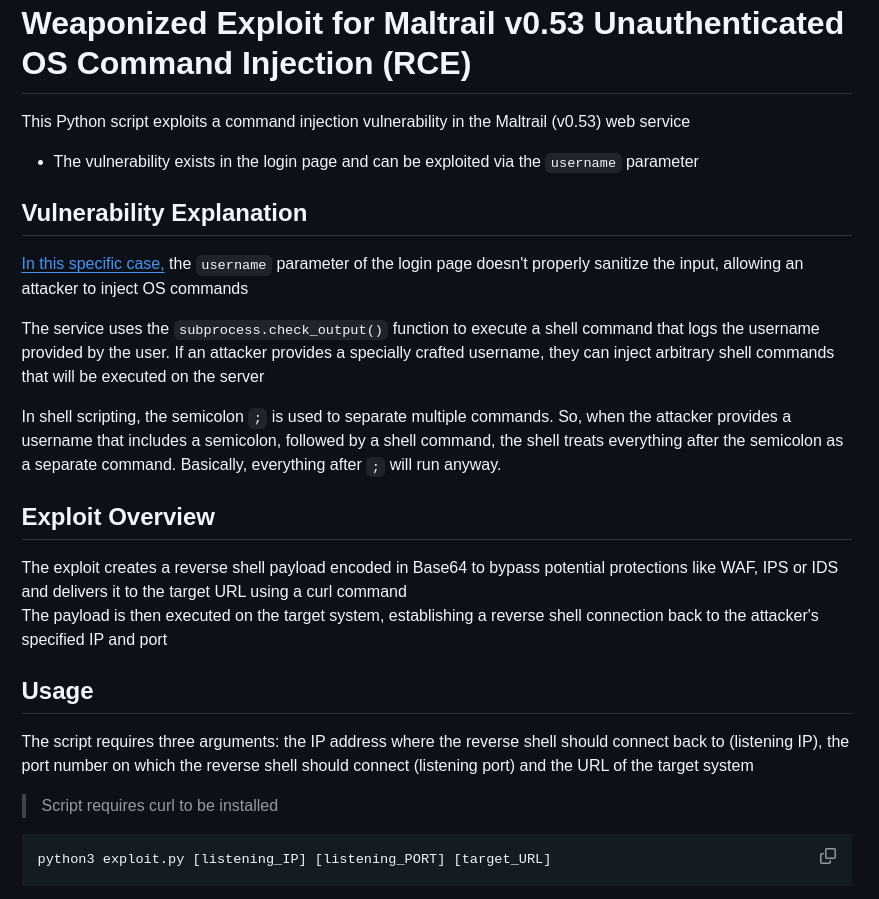 Weaponized Exploit for Maltrail v0.53 Unauthenticated
OS Command Injection (RCE)
This Python script exploits a command injection vulnerability in the Maltrail (v0.53) web service
• The vulnerability exists in the login page and can be exploited via the username parameter
Vulnerability Explanation
In this specific case, the username parameter of the login page doesn't properly sanitize the input, allowing an
attacker to inject OS commands
The service uses the subprocess.check_output() function to execute a shell command that logs the username
provided by the user. If an attacker provides a specially crafted username, they can inject arbitrary shell commands
that will be executed on the server
In shell scripting, the semicolon ; is used to separate multiple commands. So, when the attacker provides a
username that includes a semicolon, followed by a shell command, the shell treats everything after the semicolon as
a separate command. Basically, everything after ; will run anyway.
Exploit Overview
The exploit creates a reverse shell payload encoded in Base64 to bypass potential protections like WAF, IPS or IDS
and delivers it to the target URL using a curl command
The payload is then executed on the target system, establishing a reverse shell connection back to the attacker's
specified IP and port
Usage
The script requires three arguments: the IP address where the reverse shell should connect back to (listening IP), the
port number on which the reverse shell should connect (listening port) and the URL of the target system
Script requires curl to be installed
python3 exploit.py [listening_IP] [listening_PORT] [target_URL]